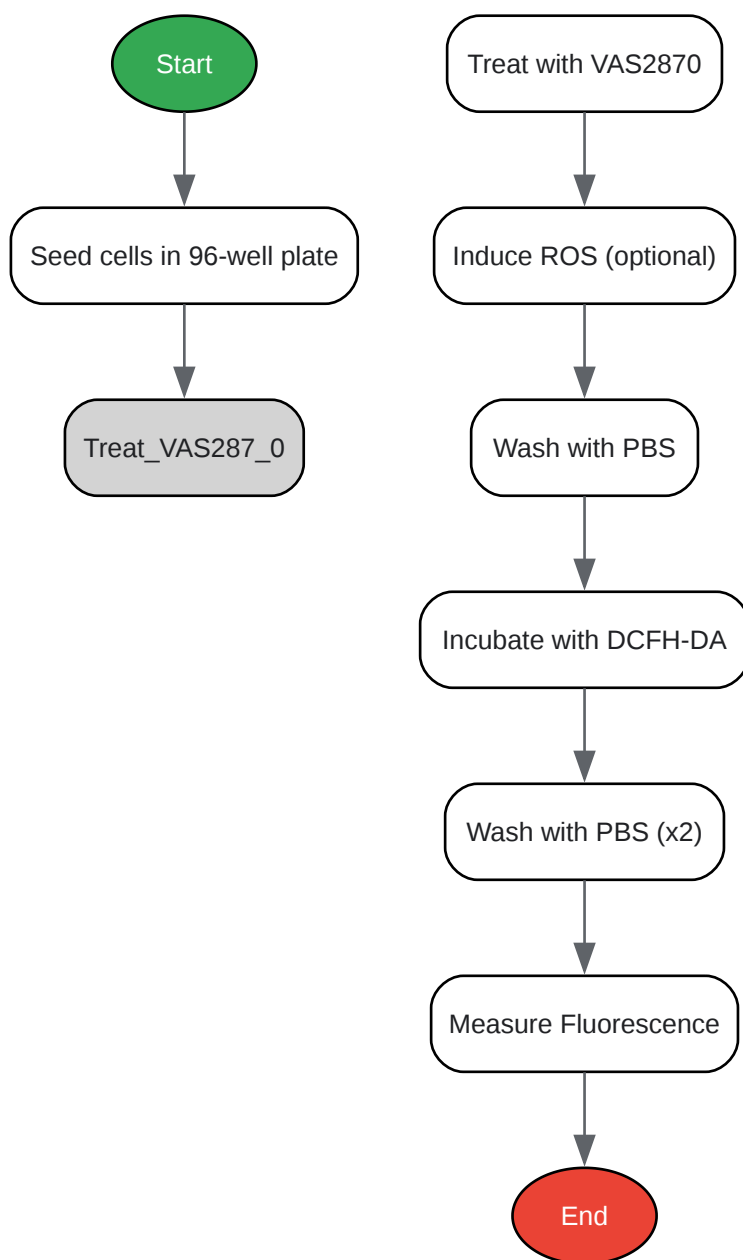 Start
Seed cells in 96-well plate
Treat_VAS287_0
Treat with VAS2870
Induce ROS (optional)
Wash with PBS
Incubate with DCFH-DA
Wash with PBS (x2)
Measure Fluorescence
End